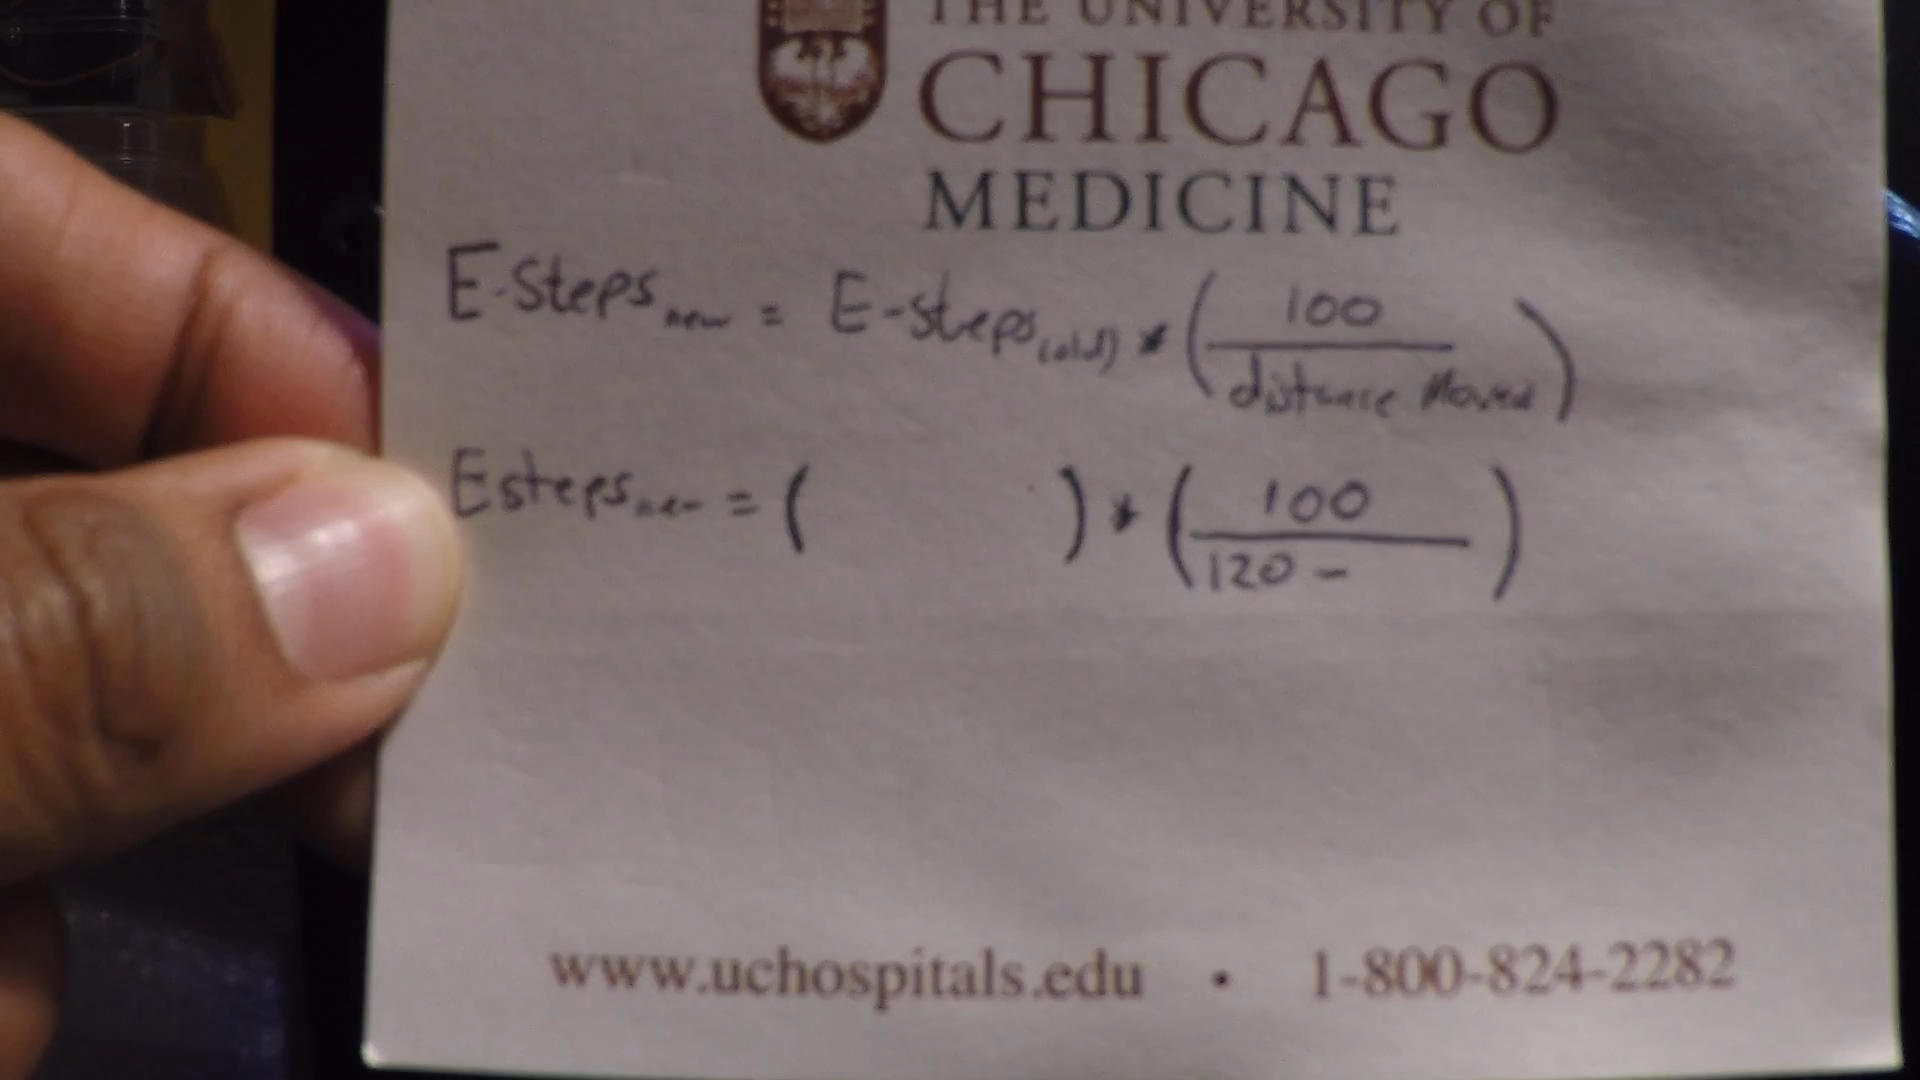 THE UNIVERSITY OF
CHICAGO
MEDICINE
E-Steps new = E-steps (old) * (100 / distance Moved)
Esteps new = ( ) * (100 / 120 - )
www.uchospitals.edu • 1-800-824-2282